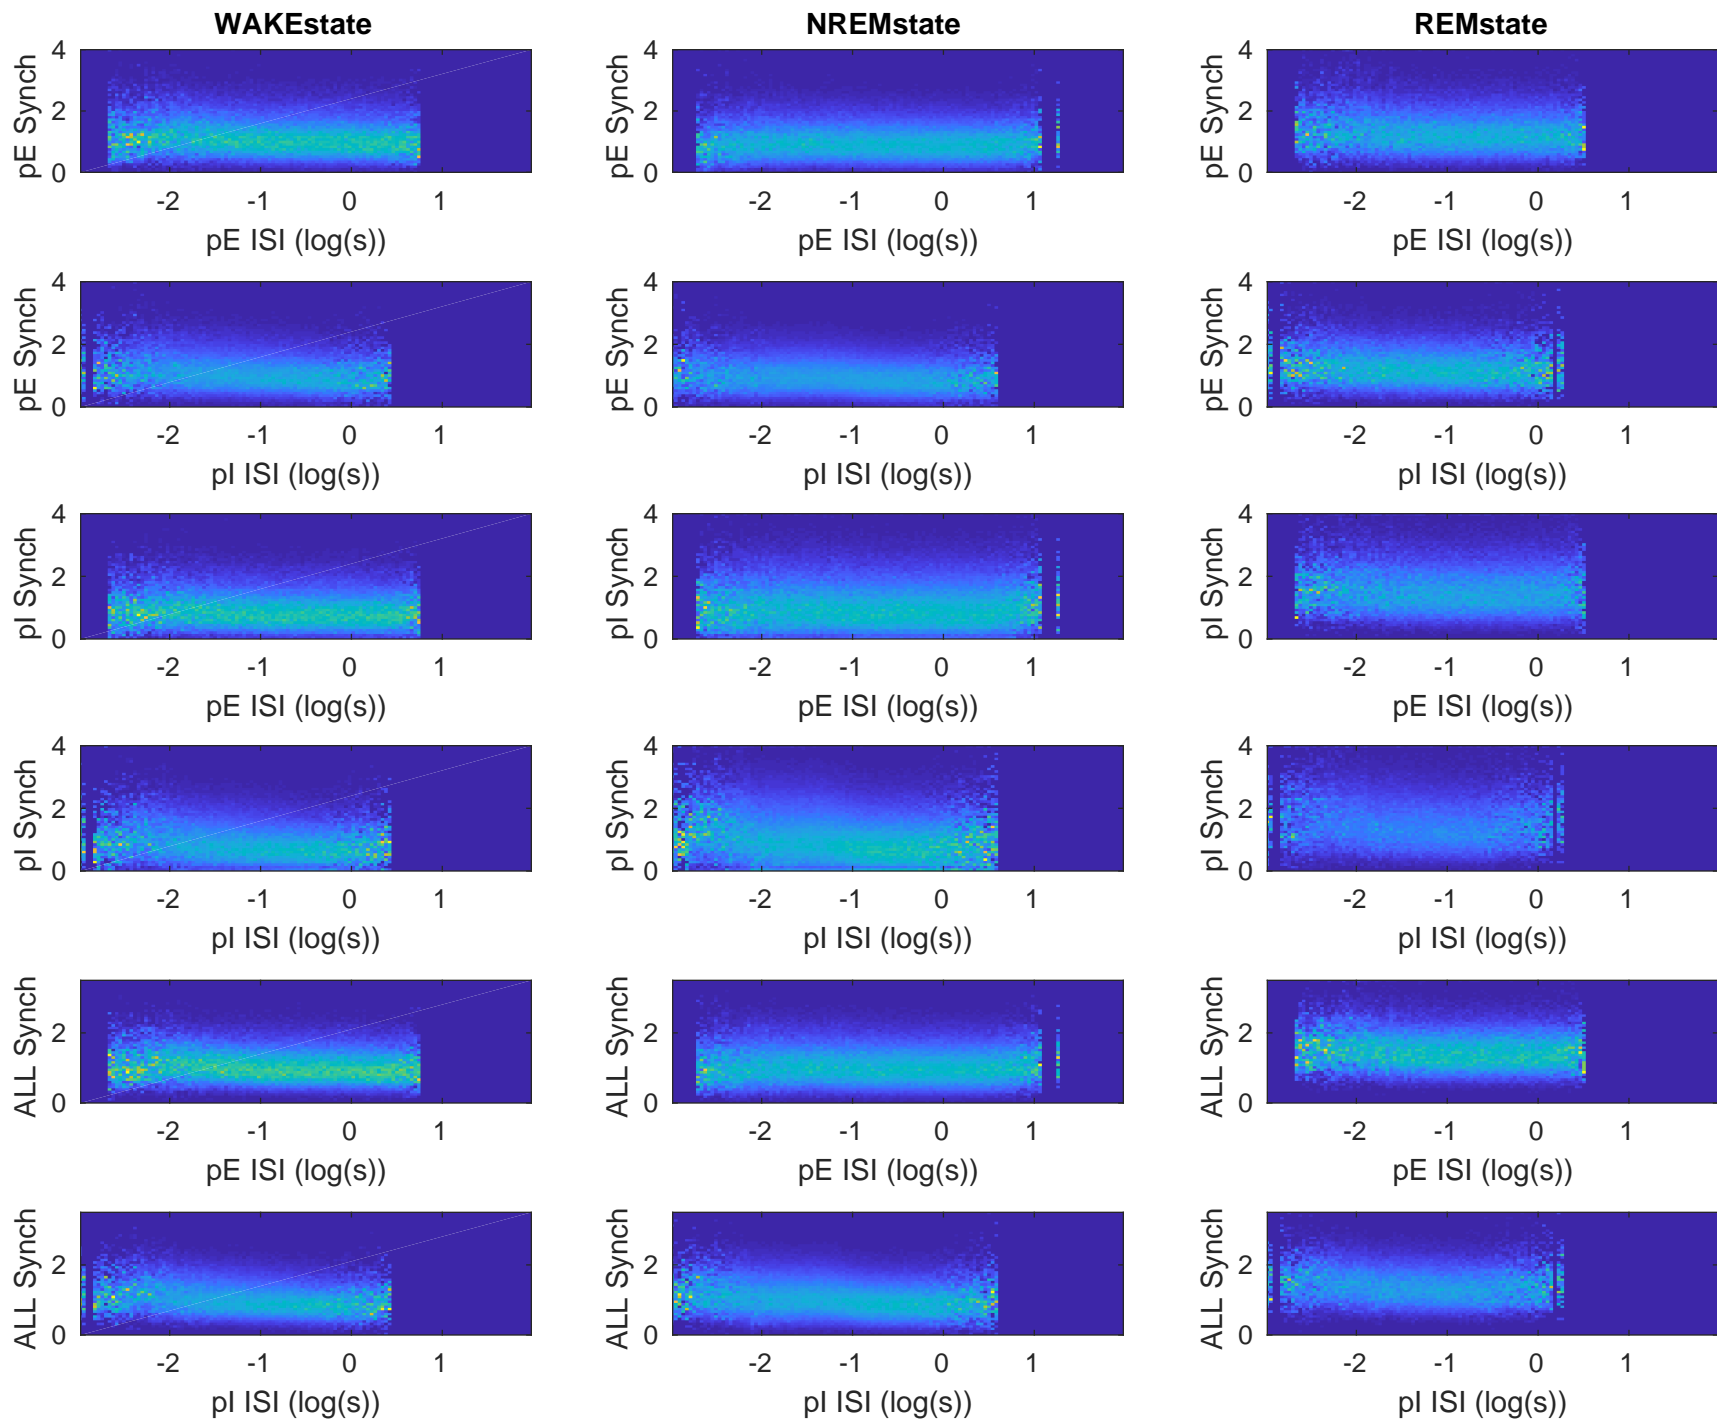 WAKEstate NREMstate REMstate
4 4 4
pE Synch pE Synch pE Synch
2 2 2
0 0 0
-2 -1 0 1 -2 -1 0 1 -2 -1 0 1
pE ISI (log(s)) pE ISI (log(s)) pE ISI (log(s))
4 4 4
pE Synch pE Synch pE Synch
2 2 2
0 0 0
-2 -1 0 1 -2 -1 0 1 -2 -1 0 1
pI ISI (log(s)) pI ISI (log(s)) pI ISI (log(s))
4 4 4
pI Synch pI Synch pI Synch
2 2 2
0 0 0
-2 -1 0 1 -2 -1 0 1 -2 -1 0 1
pE ISI (log(s)) pE ISI (log(s)) pE ISI (log(s))
4 4 4
pI Synch pI Synch pI Synch
2 2 2
0 0 0
-2 -1 0 1 -2 -1 0 1 -2 -1 0 1
pI ISI (log(s)) pI ISI (log(s)) pI ISI (log(s))
ALL Synch ALL Synch ALL Synch
2 2 2
0 0 0
-2 -1 0 1 -2 -1 0 1 -2 -1 0 1
pE ISI (log(s)) pE ISI (log(s)) pE ISI (log(s))
ALL Synch ALL Synch ALL Synch
2 2 2
0 0 0
-2 -1 0 1 -2 -1 0 1 -2 -1 0 1
pI ISI (log(s)) pI ISI (log(s)) pI ISI (log(s))